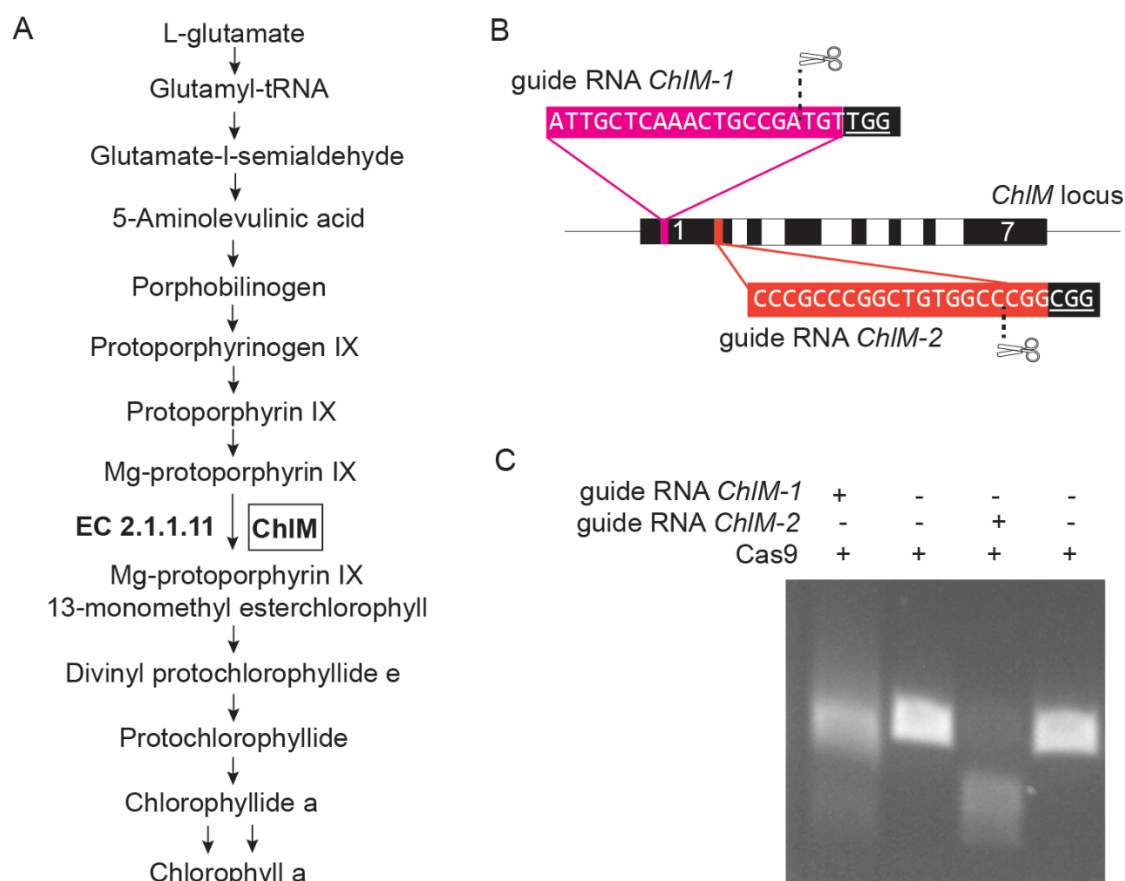 A
L-glutamate
Glutamyl-tRNA
Glutamate-l-semialdehyde
5-Aminolevulinic acid
Porphobilinogen
Protoporphyrinogen IX
Protoporphyrin IX
Mg-protoporphyrin IX
EC 2.1.1.11 ChlM
Mg-protoporphyrin IX
13-monomethyl esterchlorophyll
Divinyl protochlorophyllide e
Protochlorophyllide
Chlorophyllide a
Chlorophyll a
B
guide RNA ChlM-1
ATTGCTCAAACTGCCGATGTTGG
ChlM locus
1 7
CCCGCCCGGCTGTGGCCCGGCGG
guide RNA ChlM-2
C
guide RNA ChlM-1 + - - -
guide RNA ChlM-2 - - + -
Cas9 + + + +